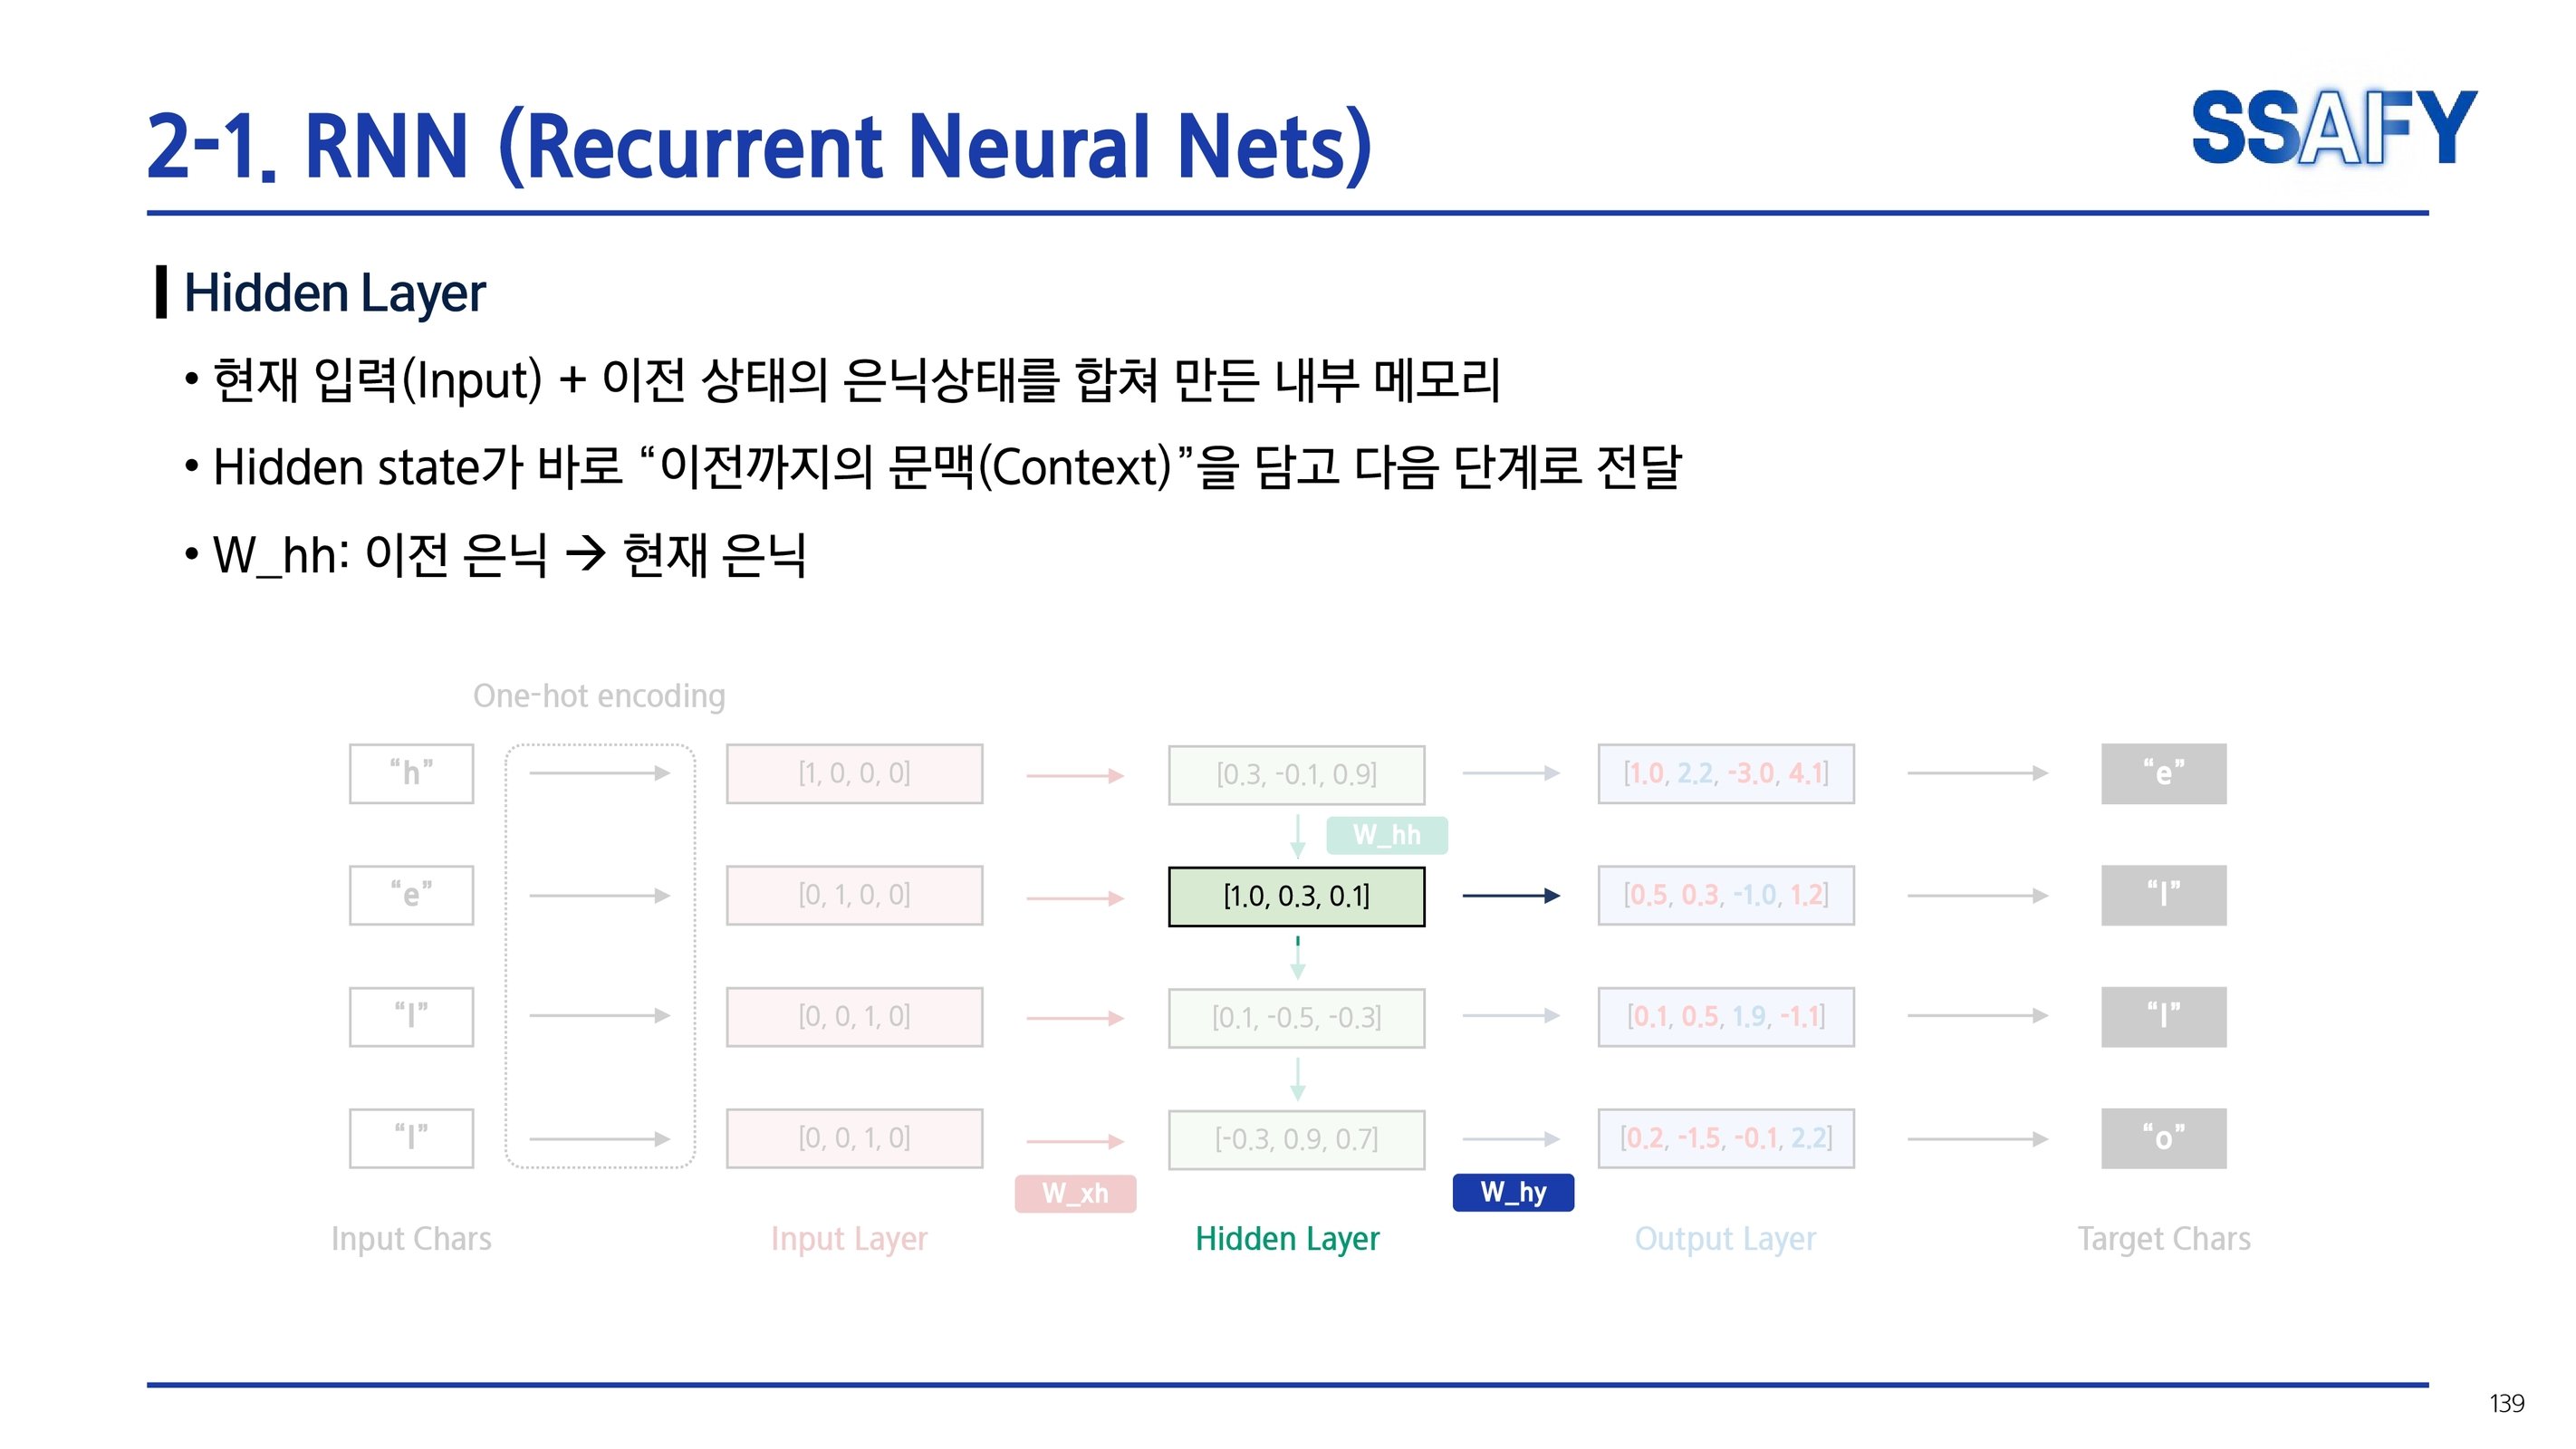 2-1. RNN (Recurrent Neural Nets)
SSAFY
Hidden Layer
• 현재 입력(Input) + 이전 상태의 은닉상태를 합쳐 만든 내부 메모리
• Hidden state가 바로 “이전까지의 문맥(Context)”을 담고 다음 단계로 전달
• W_hh: 이전 은닉 → 현재 은닉
One-hot encoding
“h” [1, 0, 0, 0] [0.3, -0.1, 0.9] [1.0, 2.2, -3.0, 4.1] “e”
W_hh
“e” [0, 1, 0, 0] [1.0, 0.3, 0.1] [0.5, 0.3, -1.0, 1.2] “l”
“l” [0, 0, 1, 0] [0.1, -0.5, -0.3] [0.1, 0.5, 1.9, -1.1] “l”
“l” [0, 0, 1, 0] [-0.3, 0.9, 0.7] [0.2, -1.5, -0.1, 2.2] “o”
W_xh W_hy
Input Chars Input Layer Hidden Layer Output Layer Target Chars
139